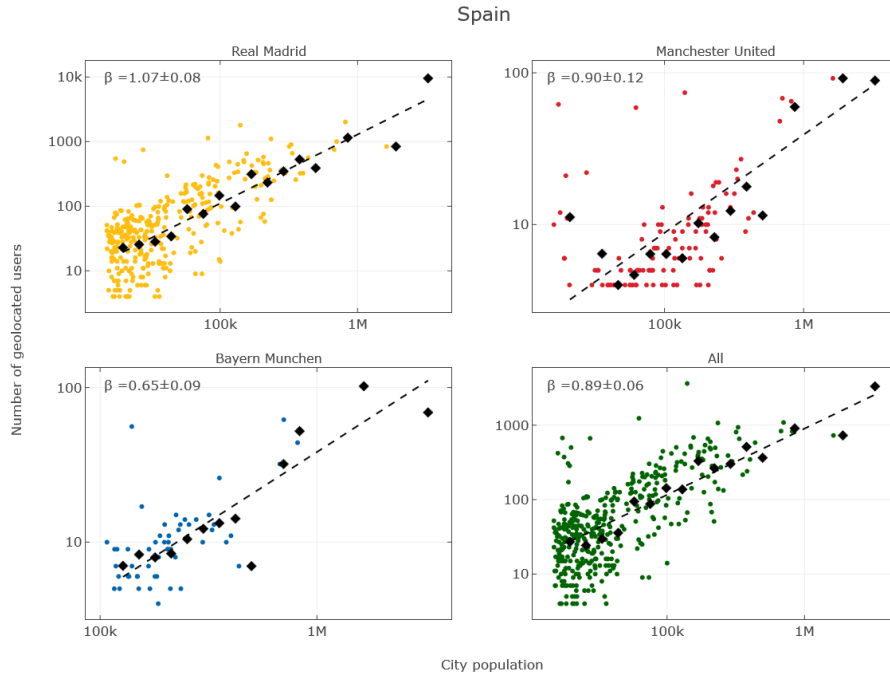 Spain
Real Madrid
Manchester United
β =1.07±0.08
β =0.90±0.12
10k
1000
100
10
100k
1M
100
10
100k
1M
Number of geolocated users
Bayern Munchen
All
β =0.65±0.09
β =0.89±0.06
100
10
100k
1M
1000
100
10
100k
1M
City population